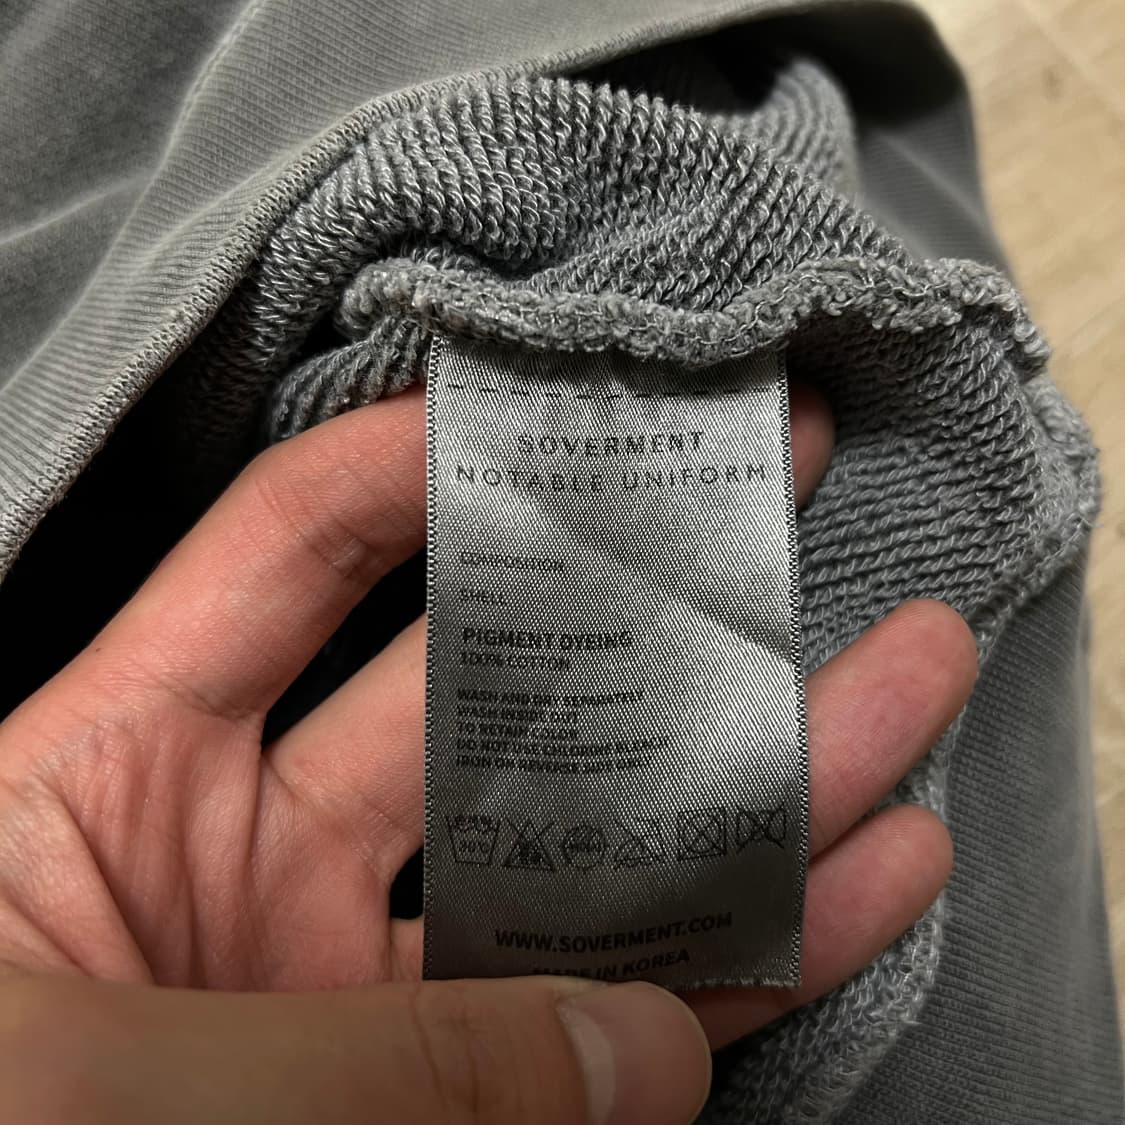 SOVERMENT
NOTABLE UNIFORM
COMPOSITION
SHELL
PIGMENT DYEING
100% COTTON
WASH AND DRY SEPARATELY
WASH INSIDE OUT
TO RETAIN COLOR
DO NOT USE CHLORINE BLEACH
IRON ON REVERSE SIDE ONLY
WWW.SOVERMENT.COM
MADE IN KOREA